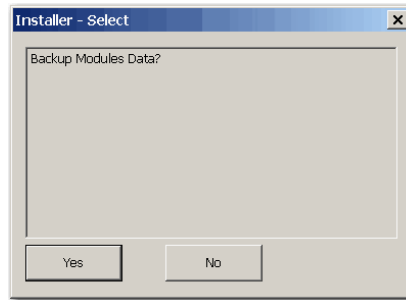 Installer - Select
Backup Modules Data?
Yes
No